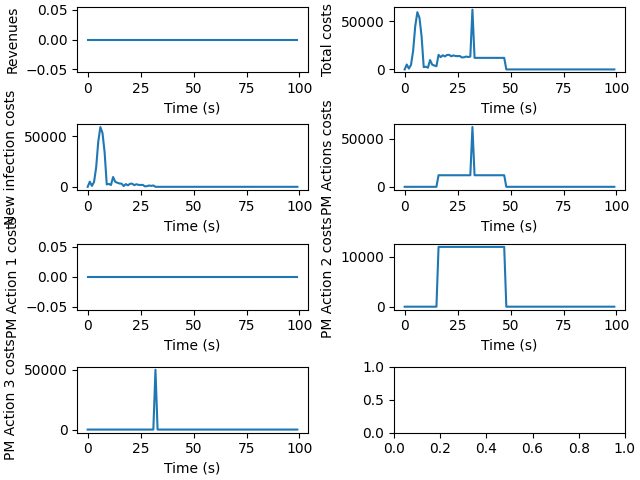 Revenues
0.05
0.00
−0.05
0 25 50 75 100
Time (s)
Total costs
50000
0
0 25 50 75 100
Time (s)
New infection costs
50000
0
0 25 50 75 100
Time (s)
PM Actions costs
50000
0
0 25 50 75 100
Time (s)
PM Action 1 costs
0.05
0.00
−0.05
0 25 50 75 100
Time (s)
PM Action 2 costs
10000
0
0 25 50 75 100
Time (s)
PM Action 3 costs
50000
0
0 25 50 75 100
Time (s)
1.0
0.5
0.0
0.0 0.2 0.4 0.6 0.8 1.0